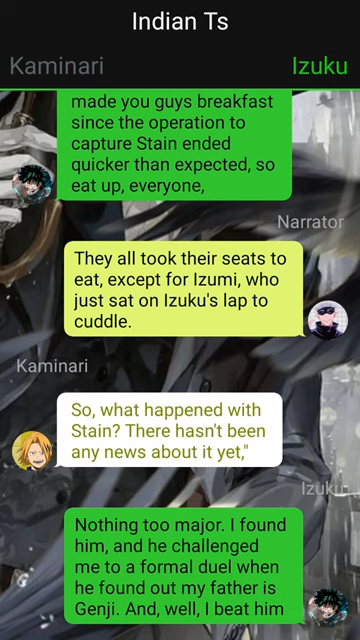 Indian Ts
Kaminari
Izuku
made you guys breakfast
since the operation to
capture Stain ended
quicker than expected, so
eat up, everyone,
Narrator
They all took their seats to
eat, except for Izumi, who
just sat on Izuku's lap to
cuddle.
Kaminari
So, what happened with
Stain? There hasn't been
any news about it yet,"
Izuku
Nothing too major. I found
him, and he challenged
me to a formal duel when
he found out my father is
Genji. And, well, I beat him